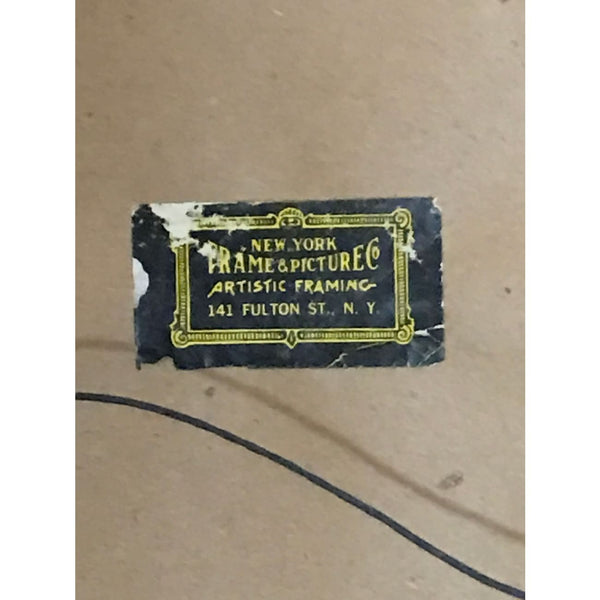 NEW YORK
FRAME & PICTURE Co
ARTISTIC FRAMING
141 FULTON ST., N. Y.